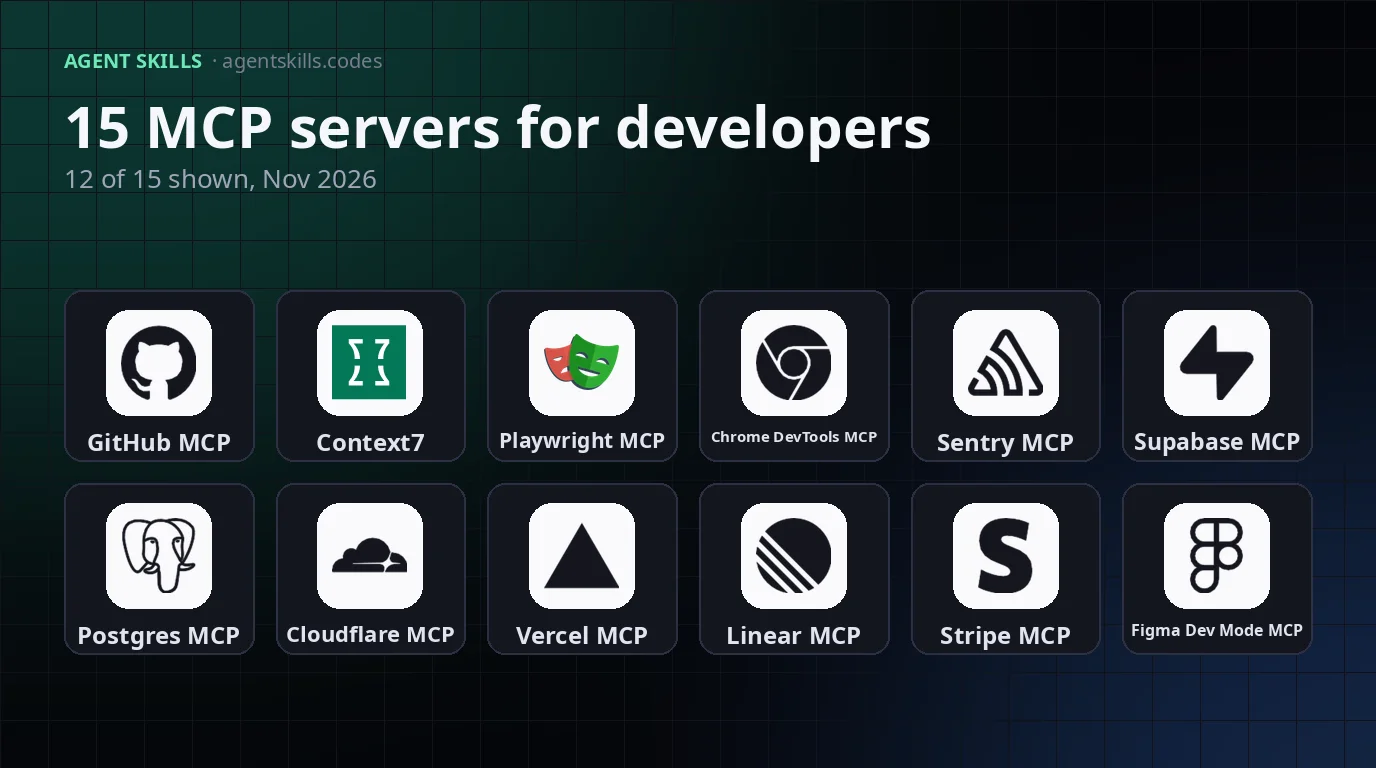 AGENT SKILLS · agentskills.codes
15 MCP servers for developers
12 of 15 shown, Nov 2026
GitHub MCP
Context7
Playwright MCP
Chrome DevTools MCP
Sentry MCP
Supabase MCP
Postgres MCP
Cloudflare MCP
Vercel MCP
Linear MCP
Stripe MCP
Figma Dev Mode MCP